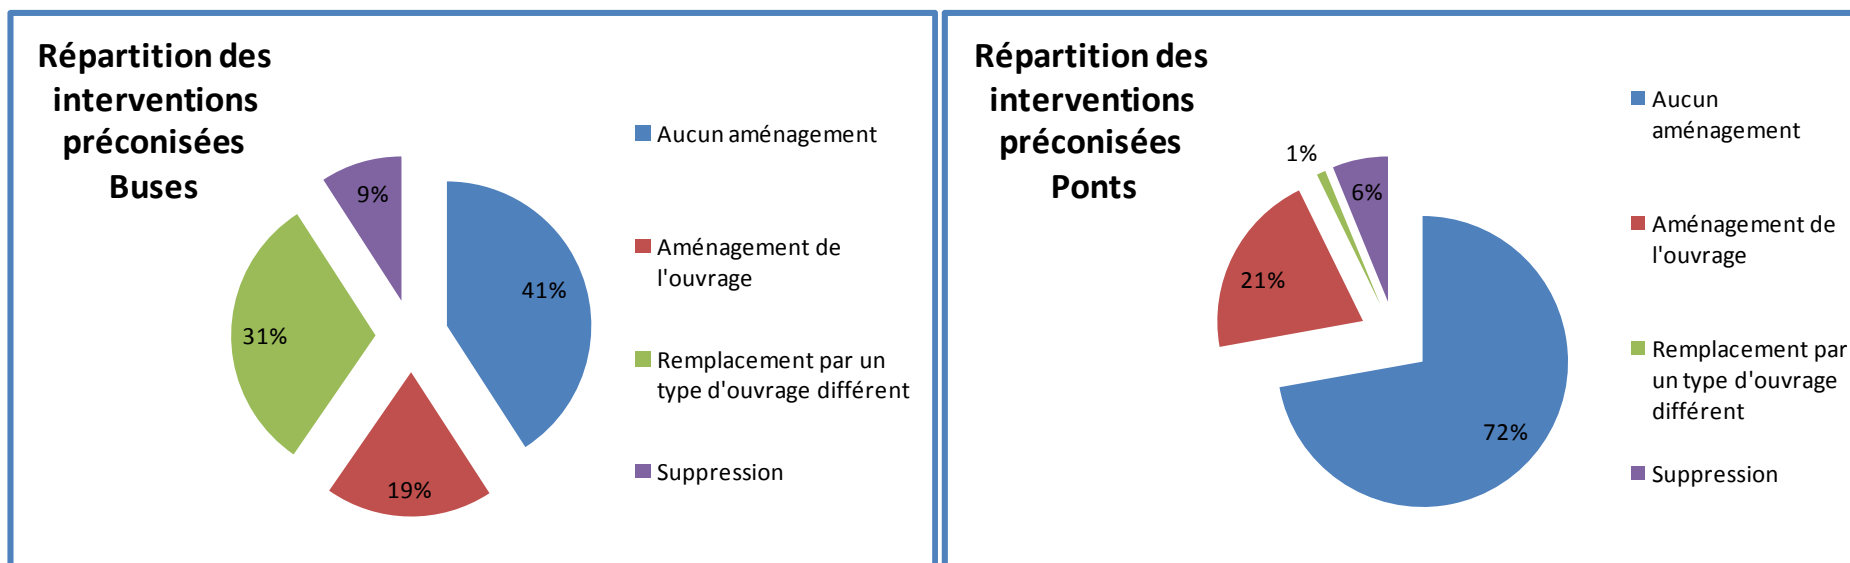 Répartition des
interventions
préconisées
Buses
Aucun aménagement
Aménagement de
l'ouvrage
Remplacement par un
type d'ouvrage différent
Suppression
9%
41%
31%
19%
Répartition des
interventions
préconisées
Ponts
Aucun
aménagement
Aménagement de
l'ouvrage
Remplacement par
un type d'ouvrage
différent
Suppression
1%
6%
21%
72%